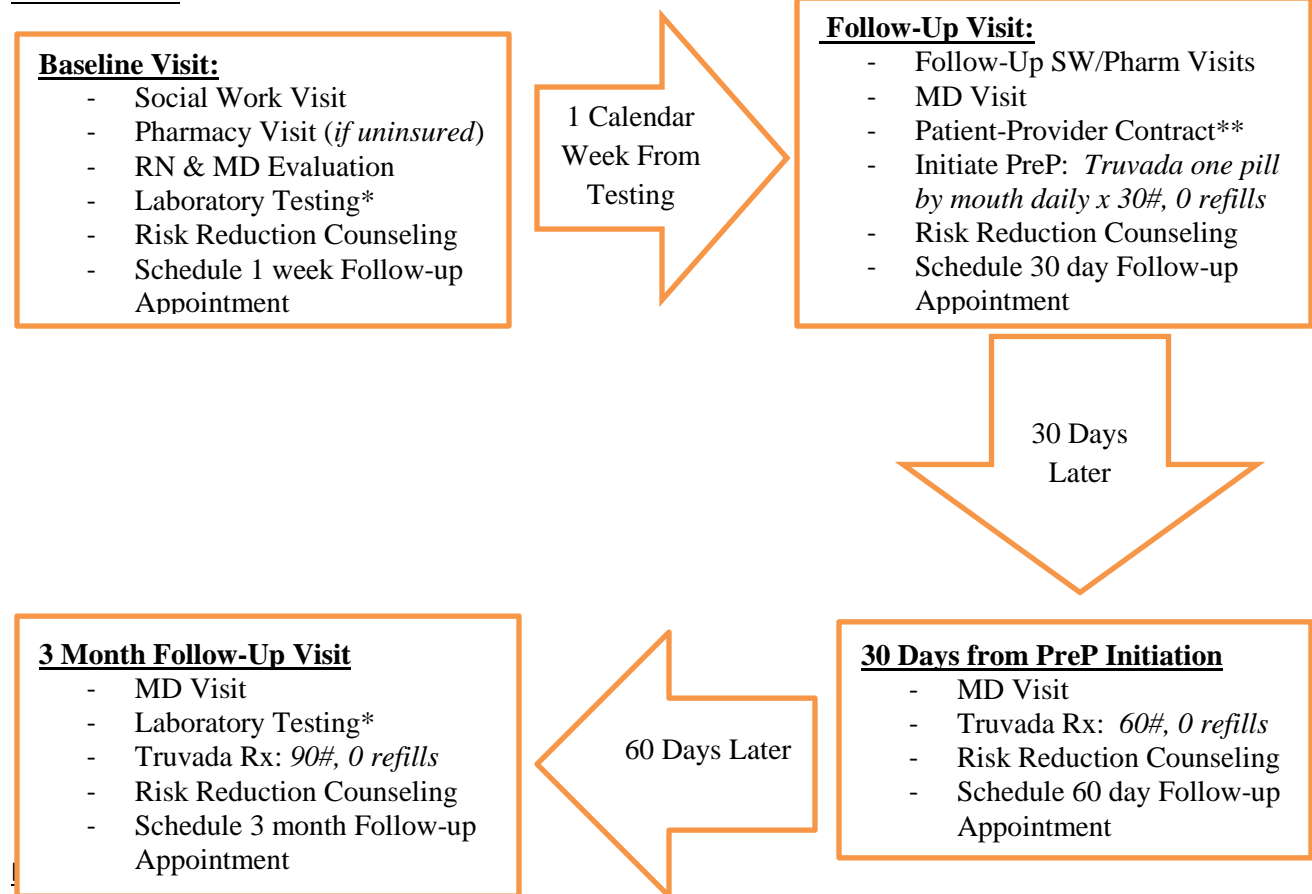 Baseline Visit:
- Social Work Visit
- Pharmacy Visit (if uninsured)
- RN & MD Evaluation
- Laboratory Testing*
- Risk Reduction Counseling
- Schedule 1 week Follow-up
Appointment
1 Calendar
Week From
Testing
Follow-Up Visit:
- Follow-Up SW/Pharm Visits
- MD Visit
- Patient-Provider Contract**
- Initiate PreP: Truvada one pill
by mouth daily x 30#, 0 refills
- Risk Reduction Counseling
- Schedule 30 day Follow-up
Appointment
30 Days
Later
30 Days from PreP Initiation
- MD Visit
- Truvada Rx: 60#, 0 refills
- Risk Reduction Counseling
- Schedule 60 day Follow-up
Appointment
60 Days Later
3 Month Follow-Up Visit
- MD Visit
- Laboratory Testing*
- Truvada Rx: 90#, 0 refills
- Risk Reduction Counseling
- Schedule 3 month Follow-up
Appointment